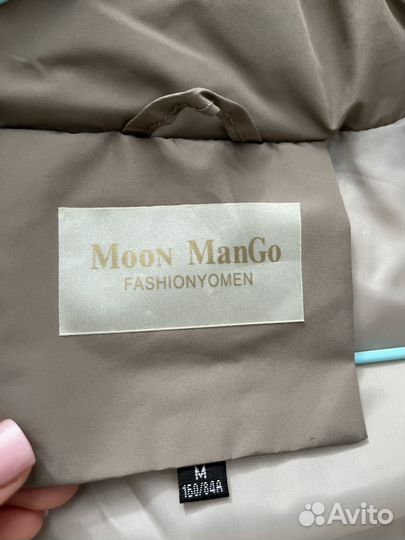 Moon ManGo
FASHIONYOMEN
M
160/84A
Avito